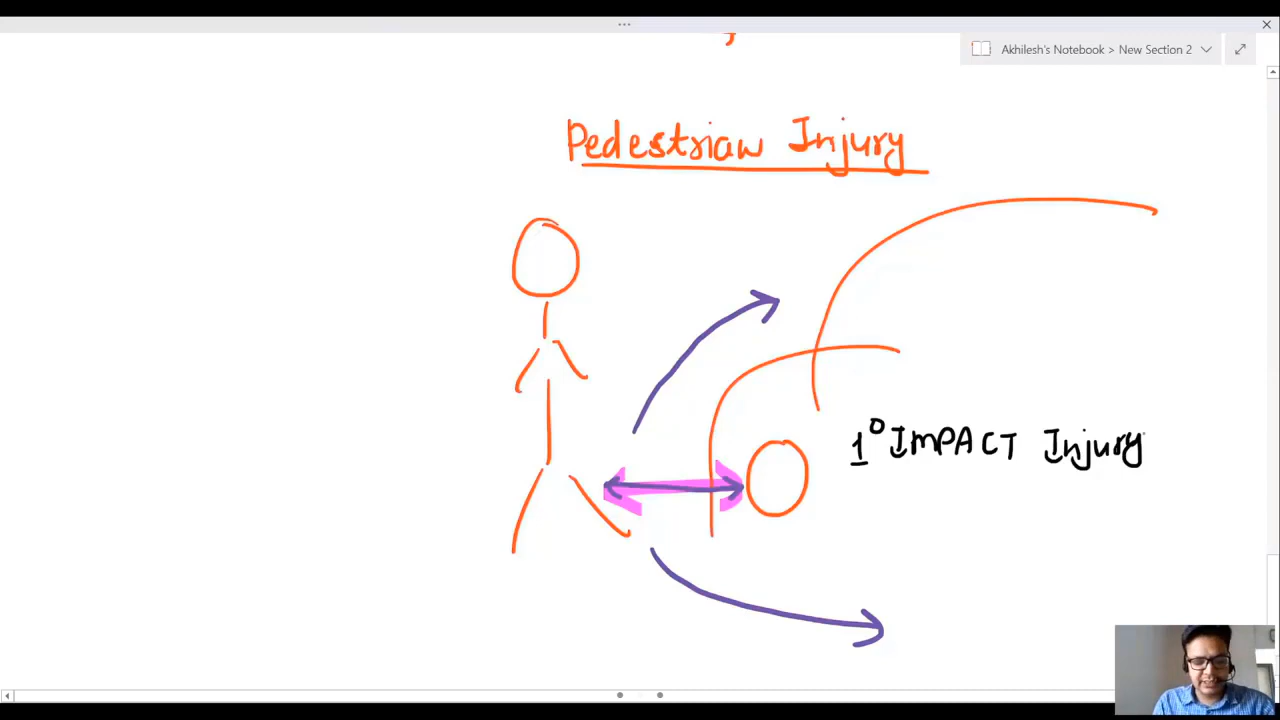 Akhilesh's Notebook > New Section 2
Pedestrian Injury
1° IMPACT Injury